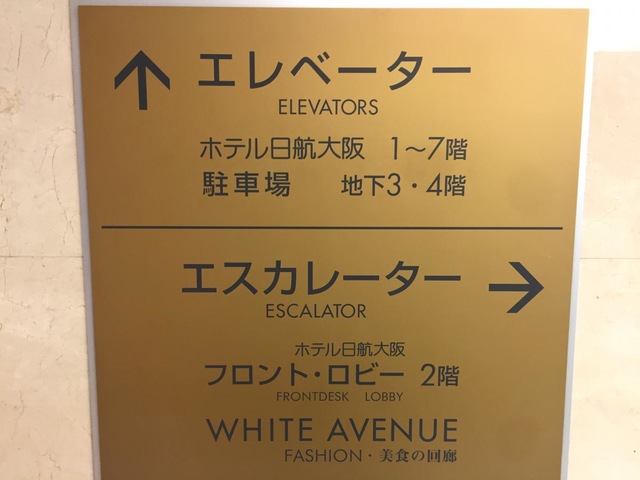 ↑ エレベーター
ELEVATORS
ホテル日航大阪 1〜7階
駐車場 地下3・4階
エスカレーター →
ESCALATOR
ホテル日航大阪
フロント・ロビー 2階
FRONTDESK LOBBY
WHITE AVENUE
FASHION・美食の回廊